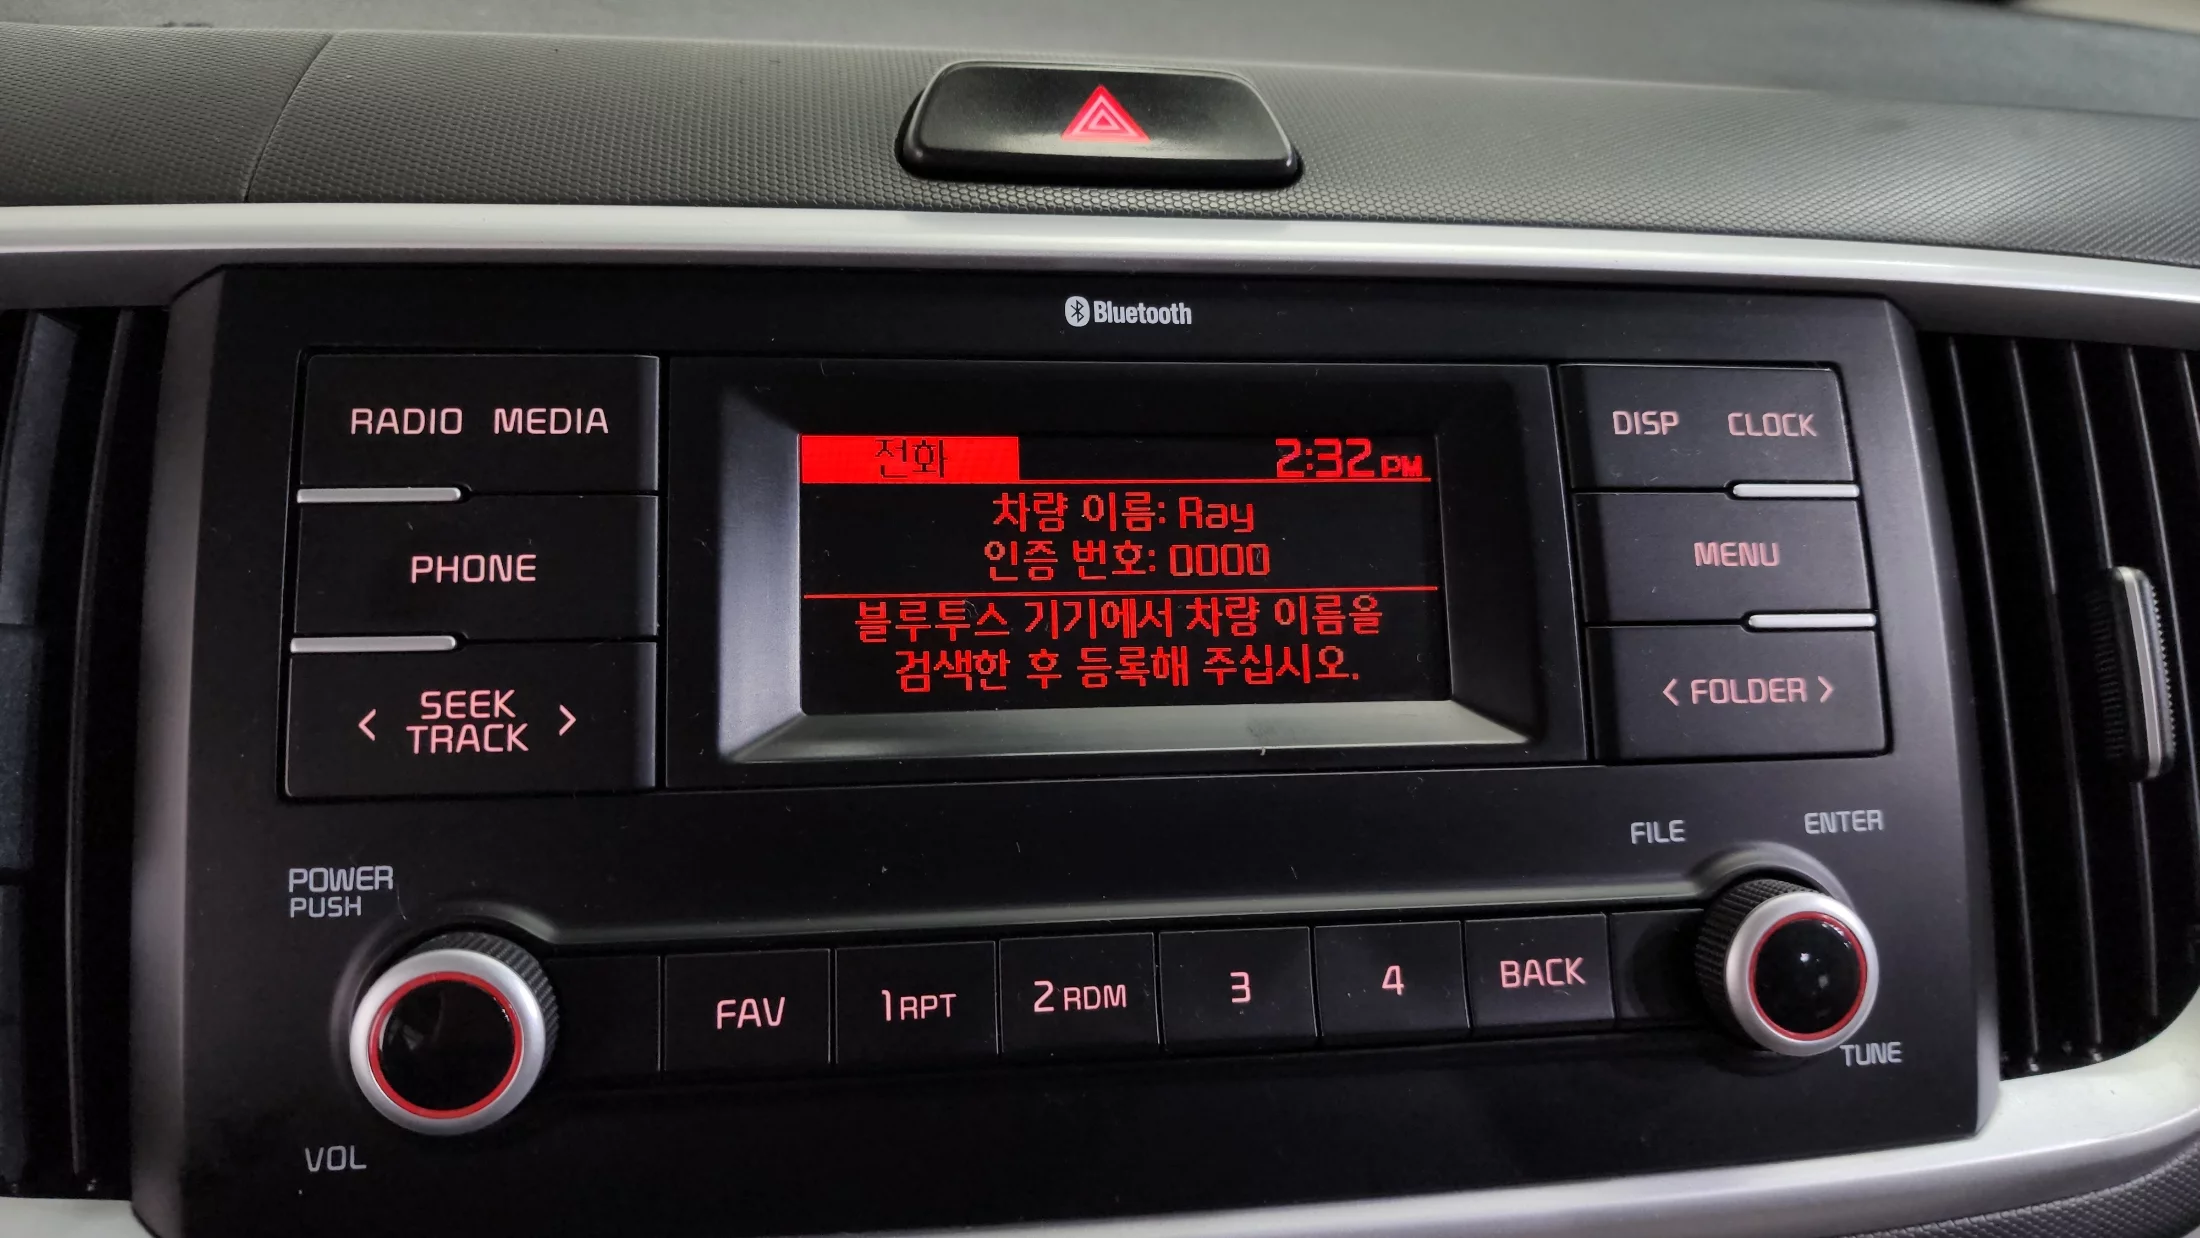 Bluetooth
RADIO MEDIA
PHONE
< SEEK TRACK >
전화 2:32 PM
차량 이름: Ray
인증 번호: 0000
블루투스 기기에서 차량 이름을
검색한 후 등록해 주십시오.
DISP CLOCK
MENU
< FOLDER >
POWER
PUSH
VOL
FAV
1 RPT
2 RDM
3
4
BACK
FILE
ENTER
TUNE